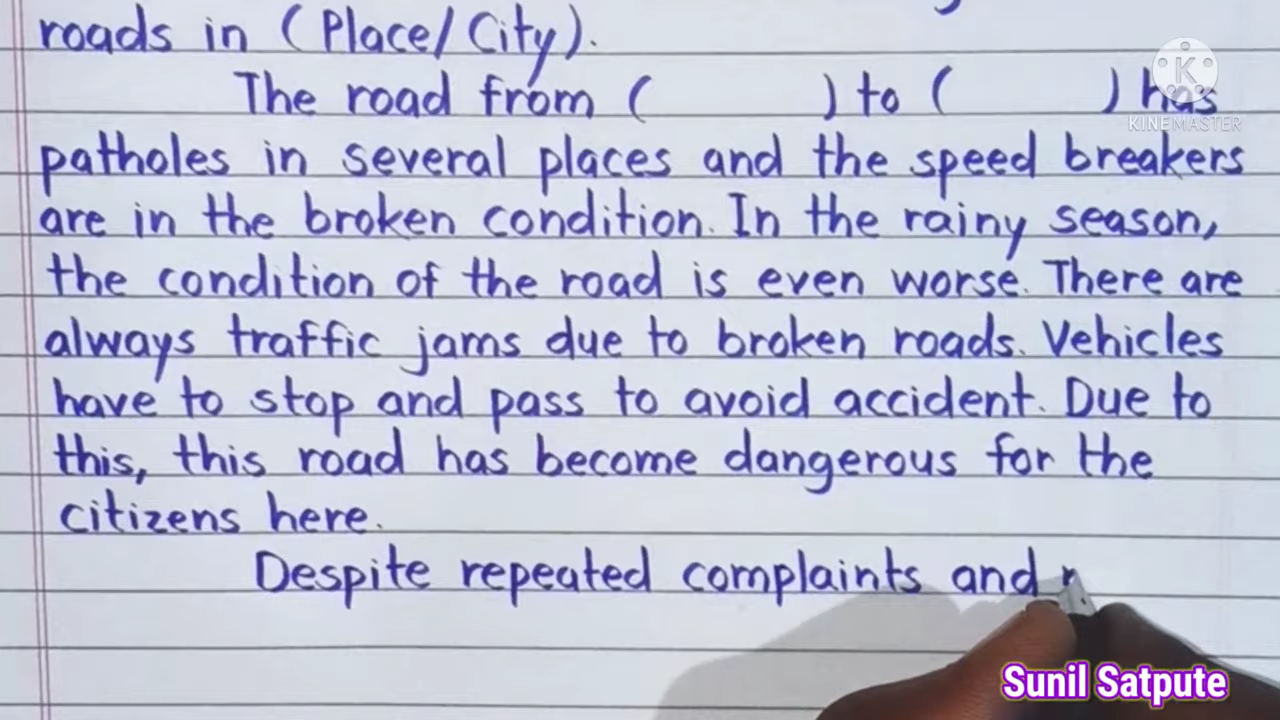 roads in (Place/City).
The road from ( ) to ( ) has
patholes in several places and the speed breakers
are in the broken condition. In the rainy season,
the condition of the road is even worse. There are
always traffic jams due to broken roads. Vehicles
have to stop and pass to avoid accident. Due to
this, this road has become dangerous for the
citizens here.
Despite repeated complaints and
K
KINEMASTER
Sunil Satpute